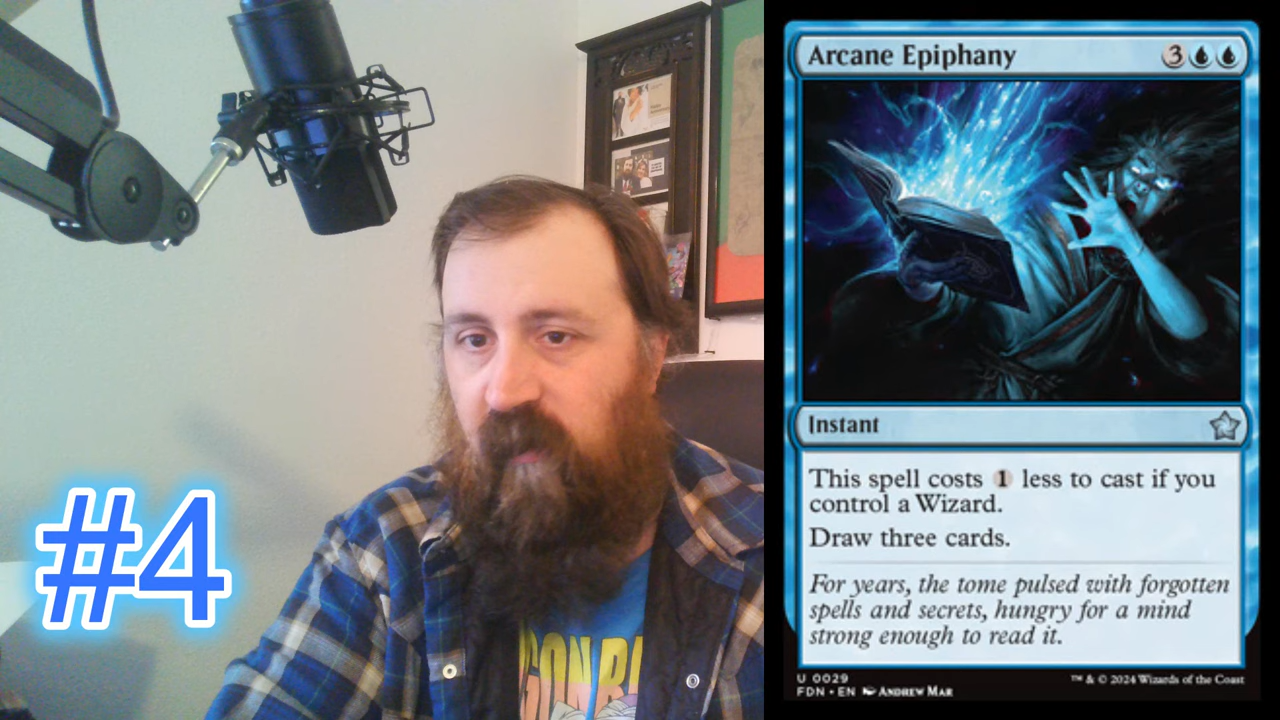 #4
SON B
Arcane Epiphany 3
Instant
This spell costs 1 less to cast if you
control a Wizard.
Draw three cards.
For years, the tome pulsed with forgotten
spells and secrets, hungry for a mind
strong enough to read it.
U 0029
FDN • EN Andrew Mar
™ & © 2024 Wizards of the Coast